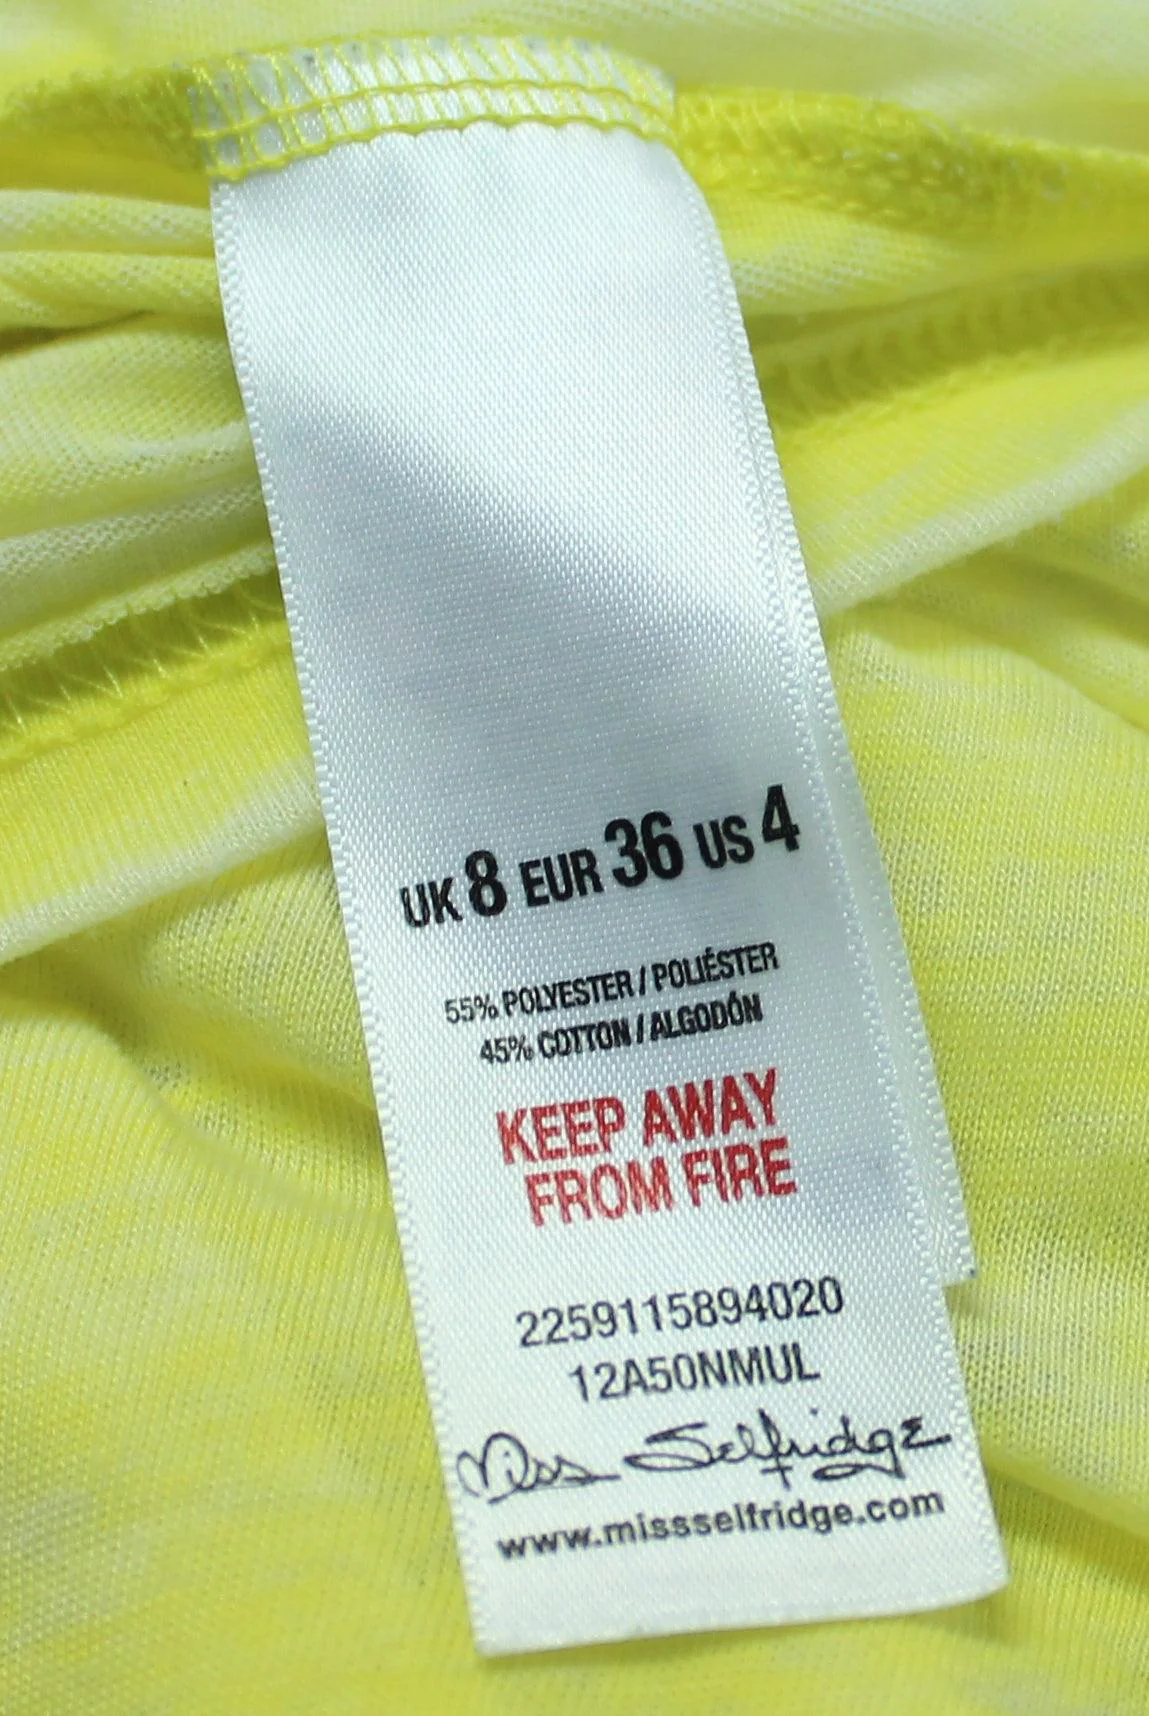 UK 8 EUR 36 US 4
55% POLYESTER / POLIÉSTER
45% COTTON / ALGODÓN
KEEP AWAY
FROM FIRE
2259115894020
12A50NMUL
Miss Selfridge
www.missselfridge.com